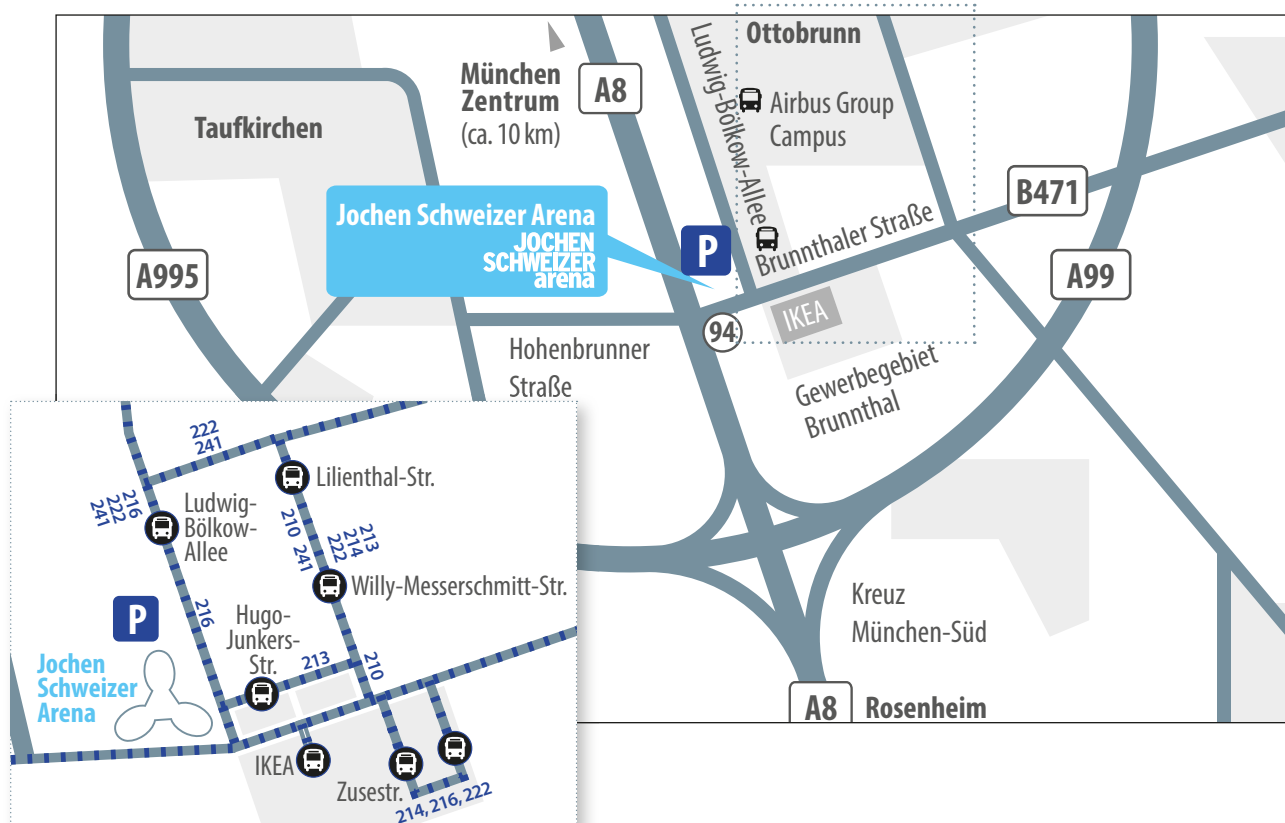 Ottobrunn
München
Zentrum
(ca. 10 km)
A8
Ludwig-Bölkow-Allee
Airbus Group
Campus
Taufkirchen
B471
Jochen Schweizer Arena
JOCHEN
SCHWEIZER
arena
P
Brunnthaler Straße
A995
A99
IKEA
94
Hohenbrunner
Straße
Gewerbegebiet
Brunnthal
Kreuz
München-Süd
A8
Rosenheim
222
241
Lilienthal-Str.
216
222
241
Ludwig-
Bölkow-
Allee
210
241
213
214
222
Willy-Messerschmitt-Str.
216
P
Hugo-
Junkers-
Str.
213
210
Jochen
Schweizer
Arena
IKEA
Zusestr.
214, 216, 222